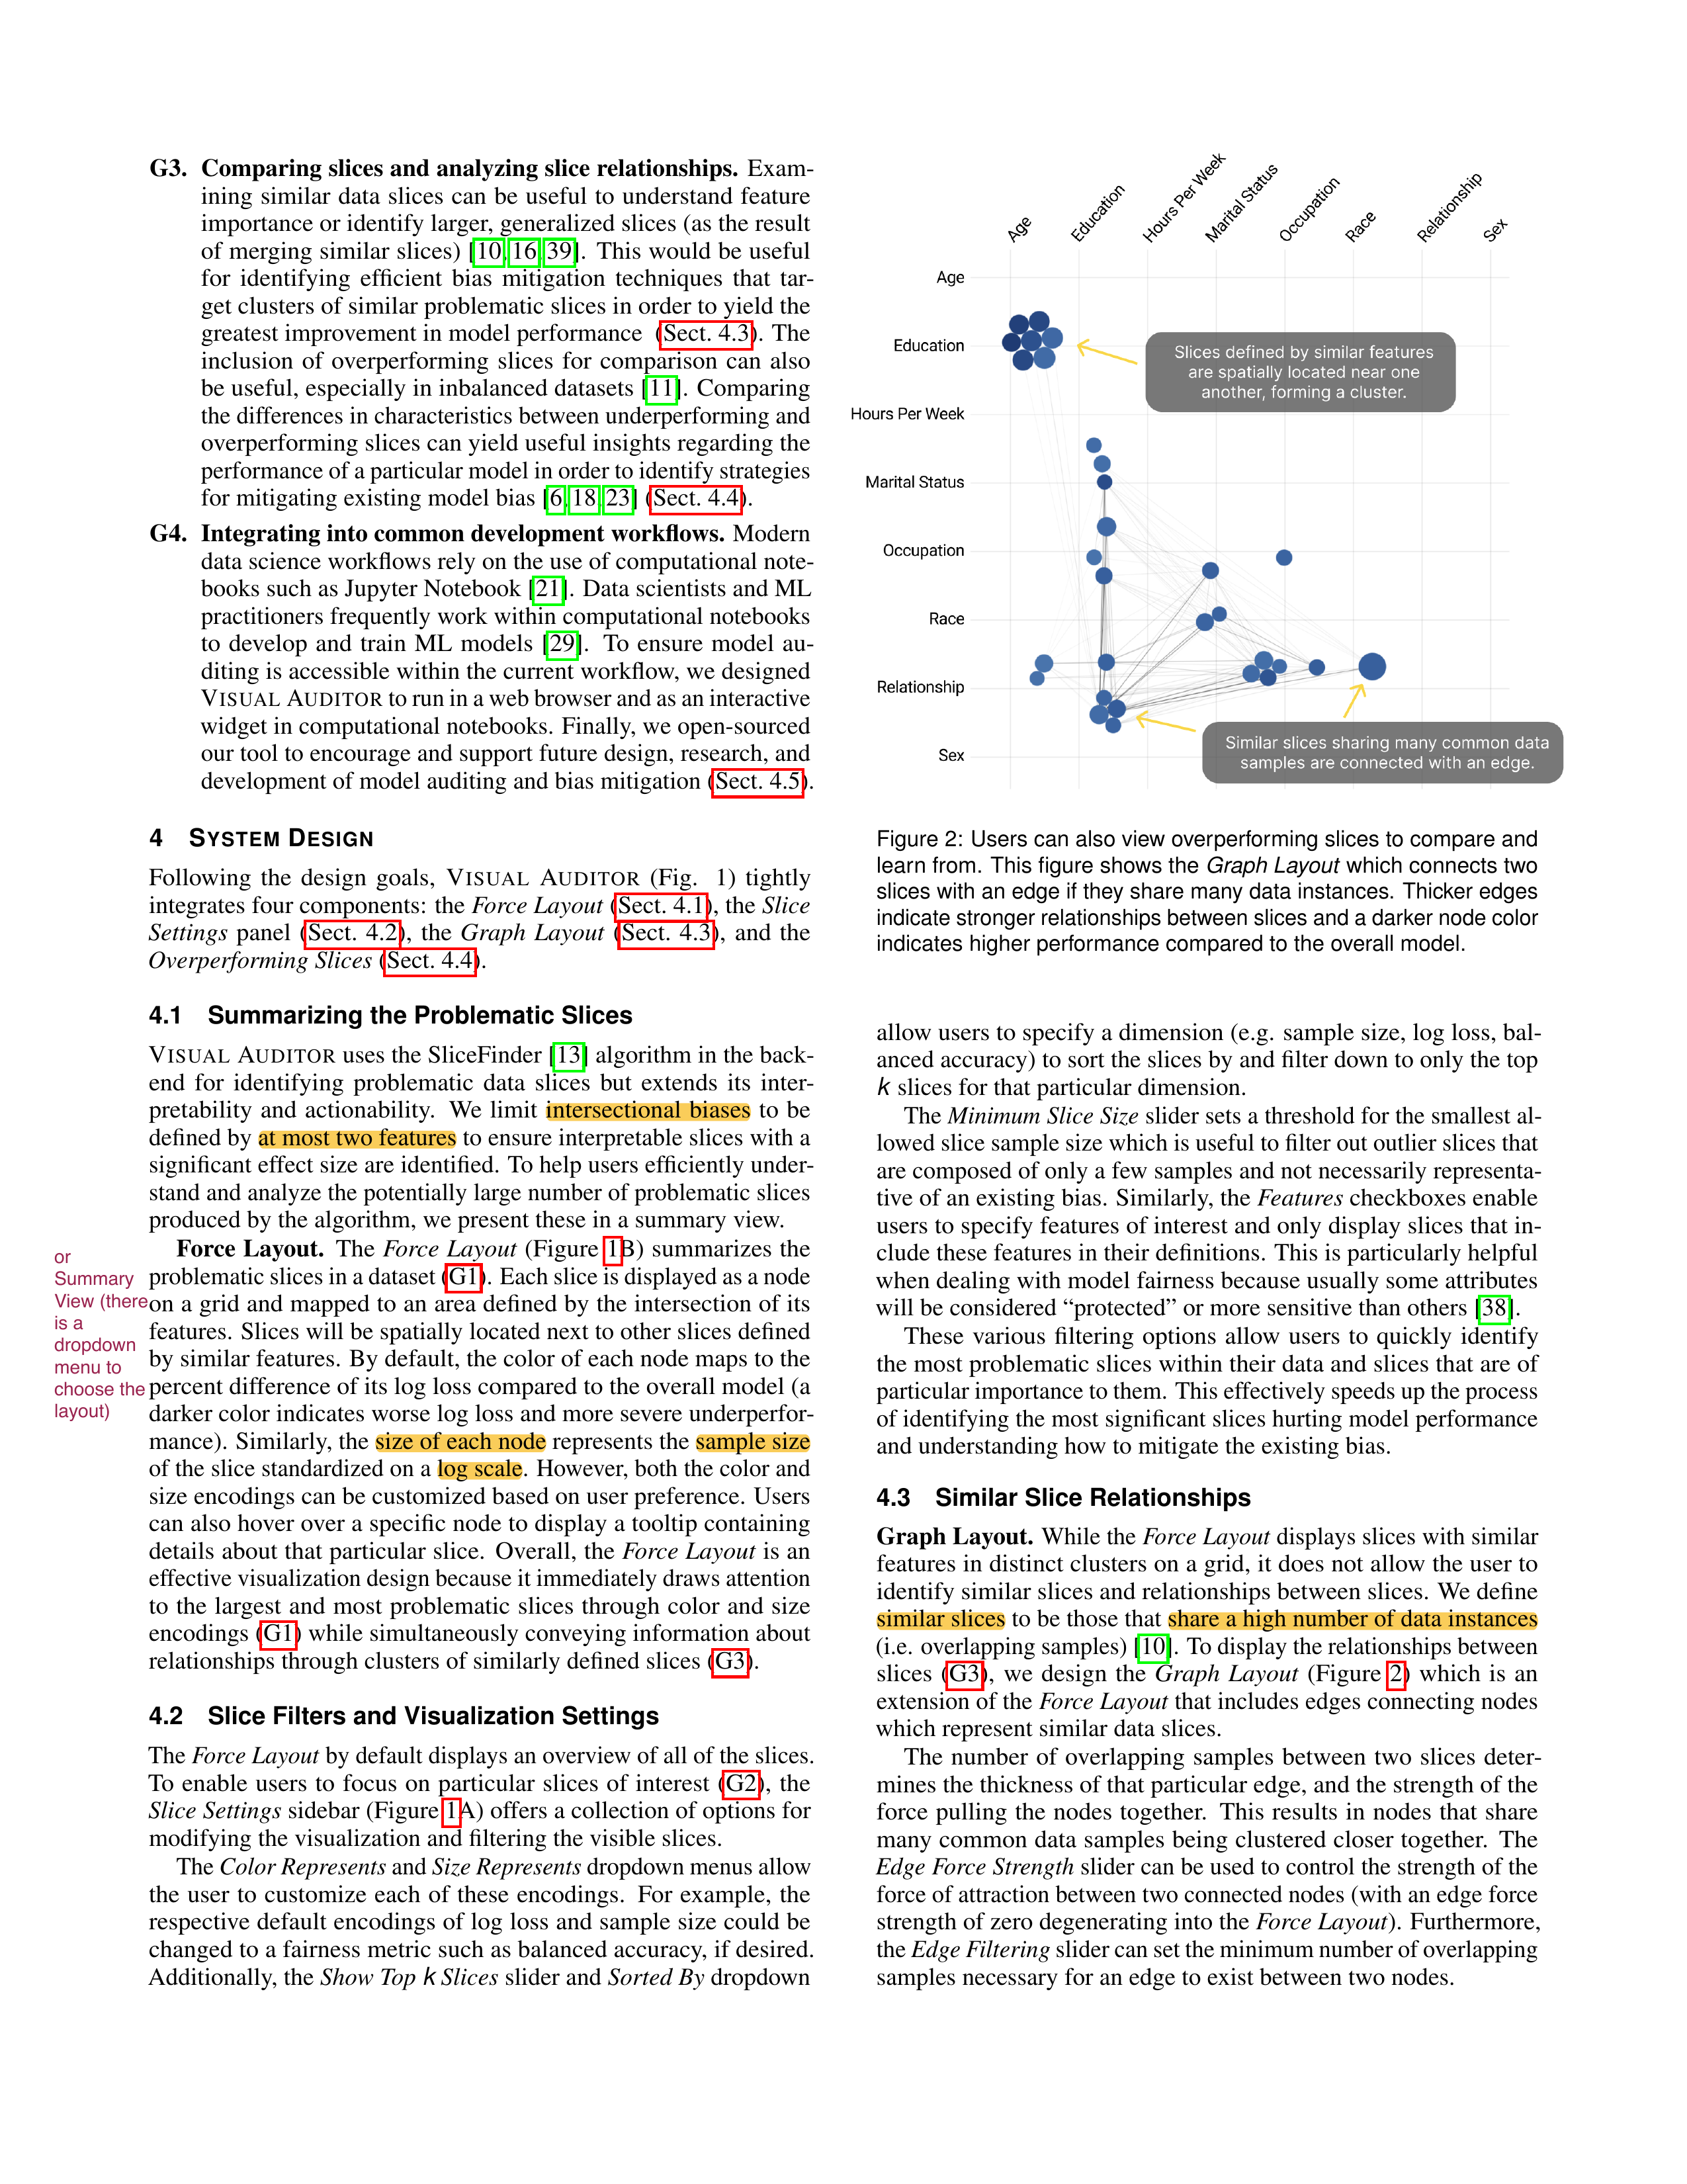 G3. Comparing slices and analyzing slice relationships. Exam-
ining similar data slices can be useful to understand feature
importance or identify larger, generalized slices (as the result
of merging similar slices) [10,16,39]. This would be useful
for identifying efficient bias mitigation techniques that tar-
get clusters of similar problematic slices in order to yield the
greatest improvement in model performance (Sect. 4.3). The
inclusion of overperforming slices for comparison can also
be useful, especially in inbalanced datasets [11]. Comparing
the differences in characteristics between underperforming and
overperforming slices can yield useful insights regarding the
performance of a particular model in order to identify strategies
for mitigating existing model bias [6,18,23] (Sect. 4.4).
G4. Integrating into common development workflows. Modern
data science workflows rely on the use of computational note-
books such as Jupyter Notebook [21]. Data scientists and ML
practitioners frequently work within computational notebooks
to develop and train ML models [29]. To ensure model au-
diting is accessible within the current workflow, we designed
VISUAL AUDITOR to run in a web browser and as an interactive
widget in computational notebooks. Finally, we open-sourced
our tool to encourage and support future design, research, and
development of model auditing and bias mitigation (Sect. 4.5).
4 SYSTEM DESIGN
Following the design goals, VISUAL AUDITOR (Fig. 1) tightly
integrates four components: the Force Layout (Sect. 4.1), the Slice
Settings panel (Sect. 4.2), the Graph Layout (Sect. 4.3), and the
Overperforming Slices (Sect. 4.4).
4.1 Summarizing the Problematic Slices
VISUAL AUDITOR uses the SliceFinder [13] algorithm in the back-
end for identifying problematic data slices but extends its inter-
pretability and actionability. We limit intersectional biases to be
defined by at most two features to ensure interpretable slices with a
significant effect size are identified. To help users efficiently under-
stand and analyze the potentially large number of problematic slices
produced by the algorithm, we present these in a summary view.
Force Layout. The Force Layout (Figure 1B) summarizes the
problematic slices in a dataset (G1). Each slice is displayed as a node
on a grid and mapped to an area defined by the intersection of its
features. Slices will be spatially located next to other slices defined
by similar features. By default, the color of each node maps to the
percent difference of its log loss compared to the overall model (a
darker color indicates worse log loss and more severe underperfor-
mance). Similarly, the size of each node represents the sample size
of the slice standardized on a log scale. However, both the color and
size encodings can be customized based on user preference. Users
can also hover over a specific node to display a tooltip containing
details about that particular slice. Overall, the Force Layout is an
effective visualization design because it immediately draws attention
to the largest and most problematic slices through color and size
encodings (G1) while simultaneously conveying information about
relationships through clusters of similarly defined slices (G3).
or
Summary
View (there
is a
dropdown
menu to
choose the
layout)
4.2 Slice Filters and Visualization Settings
The Force Layout by default displays an overview of all of the slices.
To enable users to focus on particular slices of interest (G2), the
Slice Settings sidebar (Figure 1A) offers a collection of options for
modifying the visualization and filtering the visible slices.
The Color Represents and Size Represents dropdown menus allow
the user to customize each of these encodings. For example, the
respective default encodings of log loss and sample size could be
changed to a fairness metric such as balanced accuracy, if desired.
Additionally, the Show Top k Slices slider and Sorted By dropdown
Age
Education
Hours Per Week
Marital Status
Occupation
Race
Relationship
Sex
Age
Education
Hours Per Week
Marital Status
Occupation
Race
Relationship
Sex
Slices defined by similar features
are spatially located near one
another, forming a cluster.
Similar slices sharing many common data
samples are connected with an edge.
Figure 2: Users can also view overperforming slices to compare and
learn from. This figure shows the Graph Layout which connects two
slices with an edge if they share many data instances. Thicker edges
indicate stronger relationships between slices and a darker node color
indicates higher performance compared to the overall model.
allow users to specify a dimension (e.g. sample size, log loss, bal-
anced accuracy) to sort the slices by and filter down to only the top
k slices for that particular dimension.
The Minimum Slice Size slider sets a threshold for the smallest al-
lowed slice sample size which is useful to filter out outlier slices that
are composed of only a few samples and not necessarily representa-
tive of an existing bias. Similarly, the Features checkboxes enable
users to specify features of interest and only display slices that in-
clude these features in their definitions. This is particularly helpful
when dealing with model fairness because usually some attributes
will be considered “protected” or more sensitive than others [38].
These various filtering options allow users to quickly identify
the most problematic slices within their data and slices that are of
particular importance to them. This effectively speeds up the process
of identifying the most significant slices hurting model performance
and understanding how to mitigate the existing bias.
4.3 Similar Slice Relationships
Graph Layout. While the Force Layout displays slices with similar
features in distinct clusters on a grid, it does not allow the user to
identify similar slices and relationships between slices. We define
similar slices to be those that share a high number of data instances
(i.e. overlapping samples) [10]. To display the relationships between
slices (G3), we design the Graph Layout (Figure 2) which is an
extension of the Force Layout that includes edges connecting nodes
which represent similar data slices.
The number of overlapping samples between two slices deter-
mines the thickness of that particular edge, and the strength of the
force pulling the nodes together. This results in nodes that share
many common data samples being clustered closer together. The
Edge Force Strength slider can be used to control the strength of the
force of attraction between two connected nodes (with an edge force
strength of zero degenerating into the Force Layout). Furthermore,
the Edge Filtering slider can set the minimum number of overlapping
samples necessary for an edge to exist between two nodes.